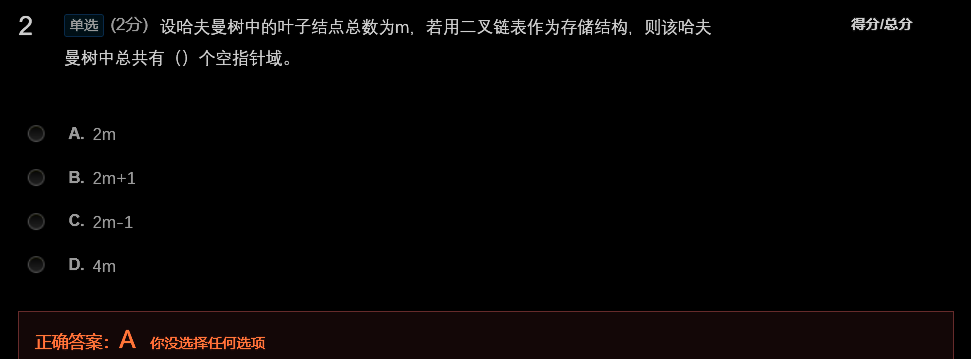 2 单选 (2分) 设哈夫曼树中的叶子结点总数为m，若用二叉链表作为存储结构，则该哈夫 得分/总分
曼树中总共有（）个空指针域。
A. 2m
B. 2m+1
C. 2m-1
D. 4m
正确答案：A 你没选择任何选项